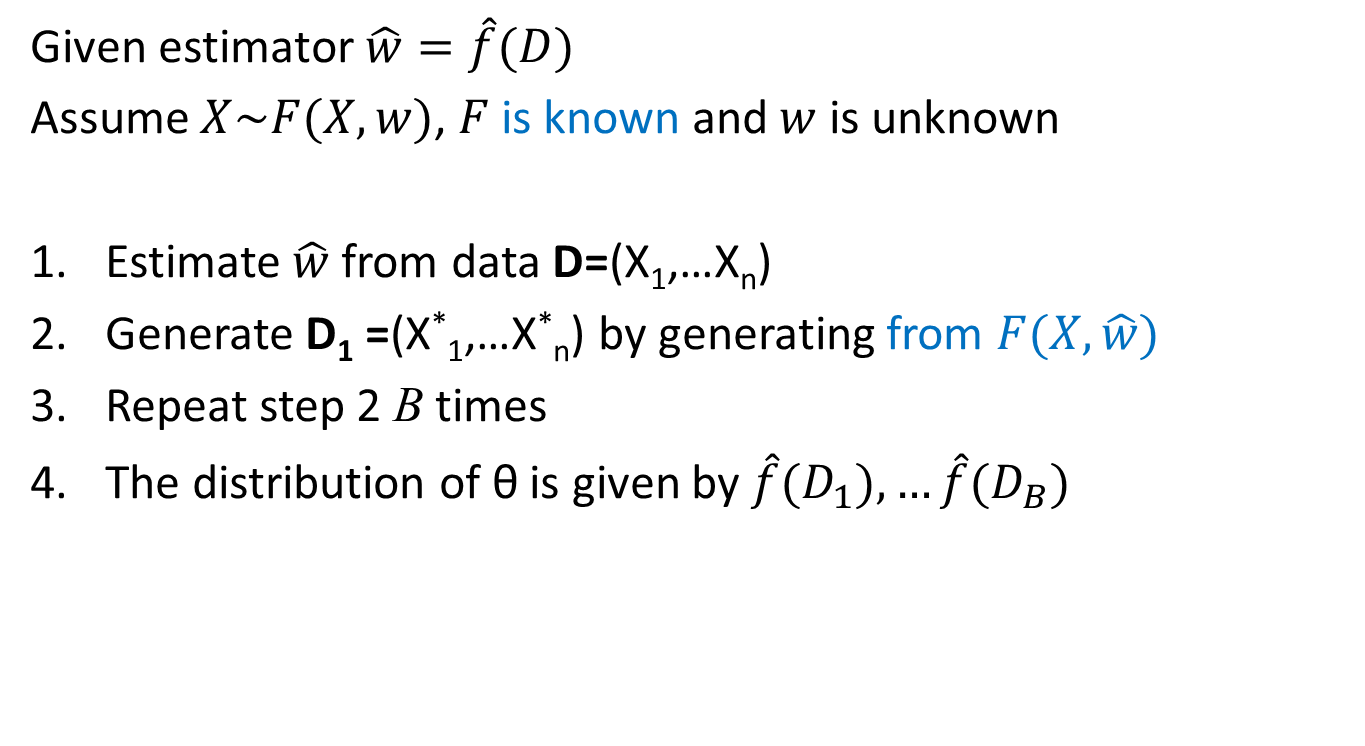 Given estimator ŵ = f̂(D)
Assume X~F(X, w), F is known and w is unknown
1. Estimate ŵ from data D=(X₁,...Xₙ)
2. Generate D₁ =(X*₁,...X*ₙ) by generating from F(X, ŵ)
3. Repeat step 2 B times
4. The distribution of θ is given by f̂(D₁), ... f̂(D_B)